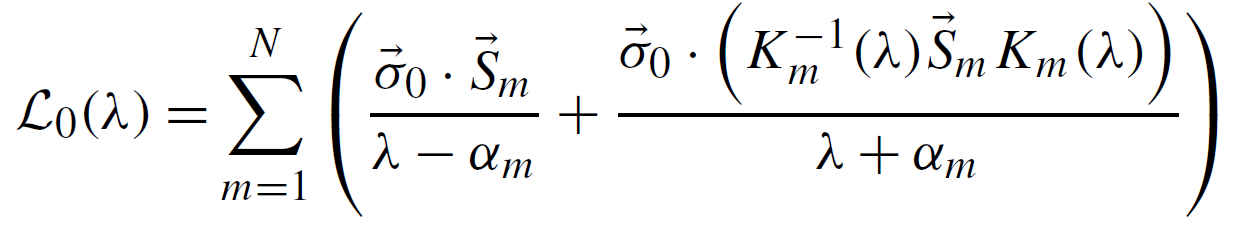 $\mathcal{L}_0(\lambda) = \sum_{m=1}^{N} \left( \frac{\vec{\sigma}_0 \cdot \vec{S}_m}{\lambda - \alpha_m} + \frac{\vec{\sigma}_0 \cdot \left( K_m^{-1}(\lambda) \vec{S}_m K_m(\lambda) \right)}{\lambda + \alpha_m} \right)$